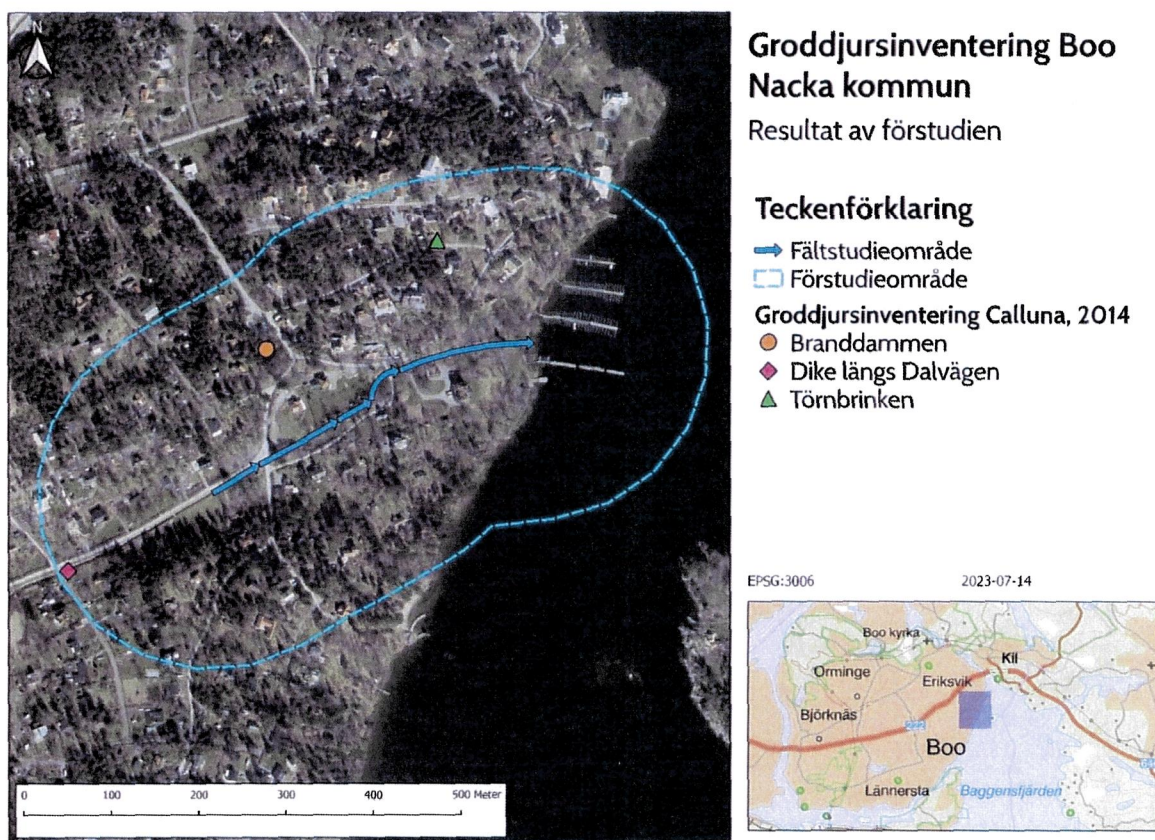 N
0 100 200 300 400 500 Meter
Groddjursinventering Boo
Nacka kommun
Resultat av förstudien
Teckenförklaring
Fältstudieområde
Förstudieområde
Groddjursinventering Calluna, 2014
Branddammen
Dike längs Dalvägen
Törnbrinken
EPSG:3006 2023-07-14
Boo kyrka
Kil
Orminge
Eriksvik
Björknäs
222
Boo
Lännersta
Baggensfjärden